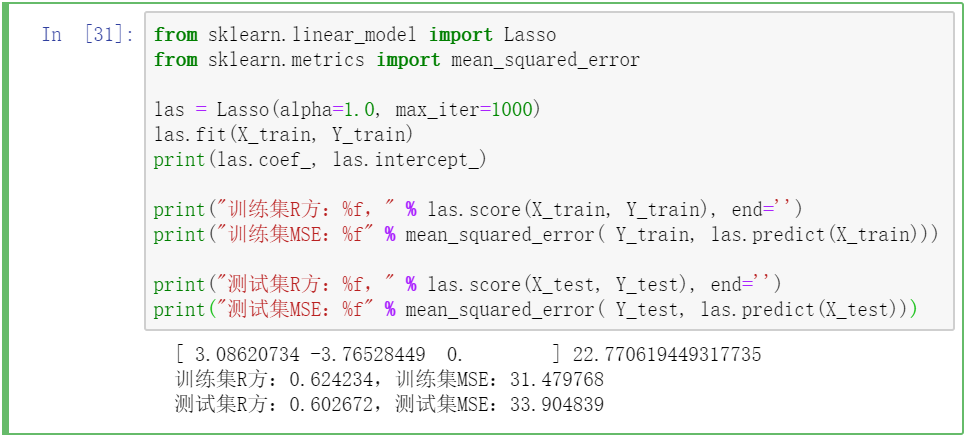 In [31]:
from sklearn.linear_model import Lasso
from sklearn.metrics import mean_squared_error
las = Lasso(alpha=1.0, max_iter=1000)
las.fit(X_train, Y_train)
print(las.coef_, las.intercept_)
print("训练集R方：%f，" % las.score(X_train, Y_train), end='')
print("训练集MSE：%f" % mean_squared_error( Y_train, las.predict(X_train)))
print("测试集R方：%f，" % las.score(X_test, Y_test), end='')
print("测试集MSE：%f" % mean_squared_error( Y_test, las.predict(X_test)))
[ 3.08620734 -3.76528449  0.        ] 22.770619449317735
训练集R方：0.624234，训练集MSE：31.479768
测试集R方：0.602672，测试集MSE：33.904839